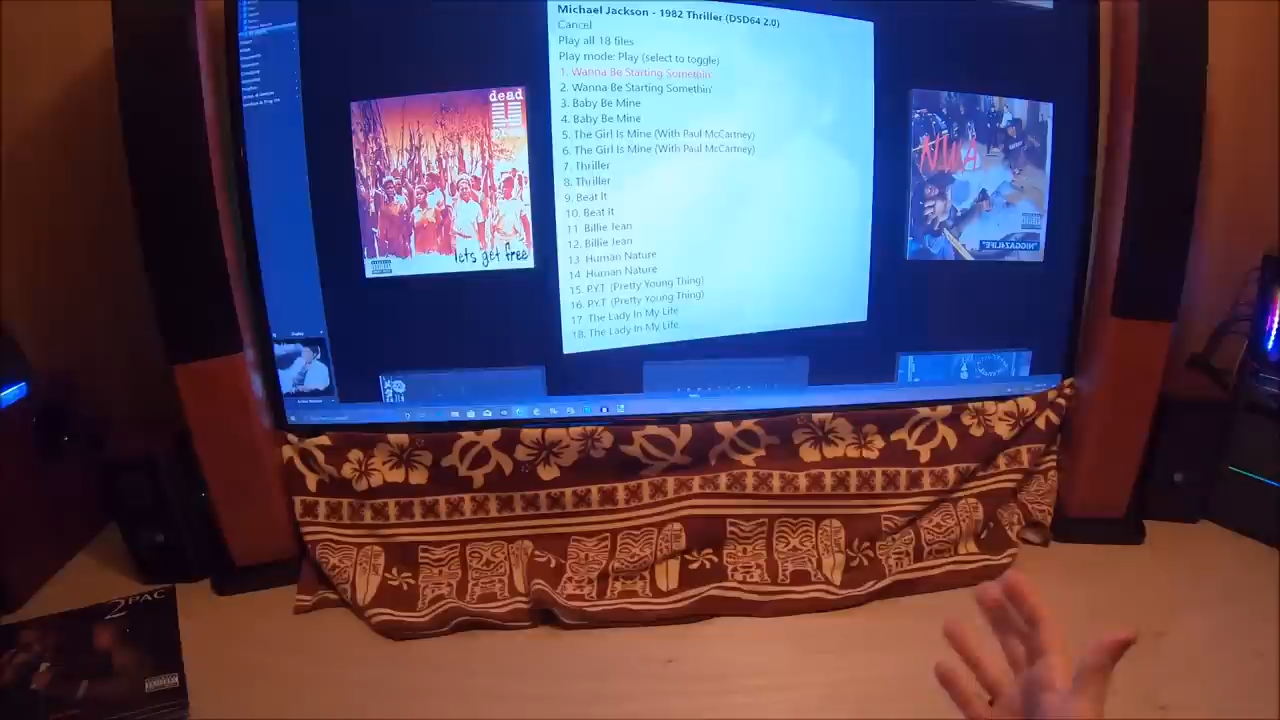 Michael Jackson - 1982 Thriller (DSD64 2.0)
Cancel
Play all 18 files
Play mode: Play (select to toggle)
1. Wanna Be Starting Somethin'
2. Wanna Be Starting Somethin'
3. Baby Be Mine
4. Baby Be Mine
5. The Girl Is Mine (With Paul McCartney)
6. The Girl Is Mine (With Paul McCartney)
7. Thriller
8. Thriller
9. Beat It
10. Beat It
11. Billie Jean
12. Billie Jean
13. Human Nature
14. Human Nature
15. P.Y.T (Pretty Young Thing)
16. P.Y.T (Pretty Young Thing)
17. The Lady In My Life
18. The Lady In My Life
dead
lets get free
NWA
"NIGGAZ4LIFE"
2PAC